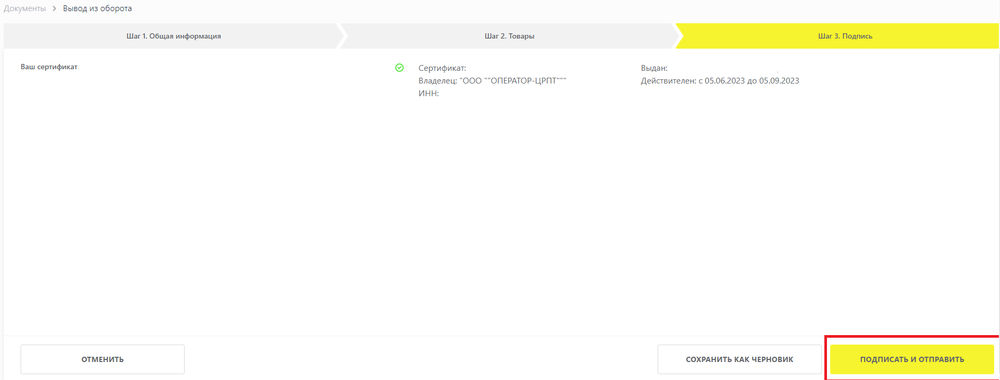 Документы > Вывод из оборота
Шаг 1. Общая информация
Шаг 2. Товары
Шаг 3. Подпись
Ваш сертификат
Сертификат:
Владелец: "ООО ""ОПЕРАТОР-ЦРПТ"""
ИНН:
Выдан:
Действителен: с 05.06.2023 до 05.09.2023
ОТМЕНИТЬ
СОХРАНИТЬ КАК ЧЕРНОВИК
ПОДПИСАТЬ И ОТПРАВИТЬ